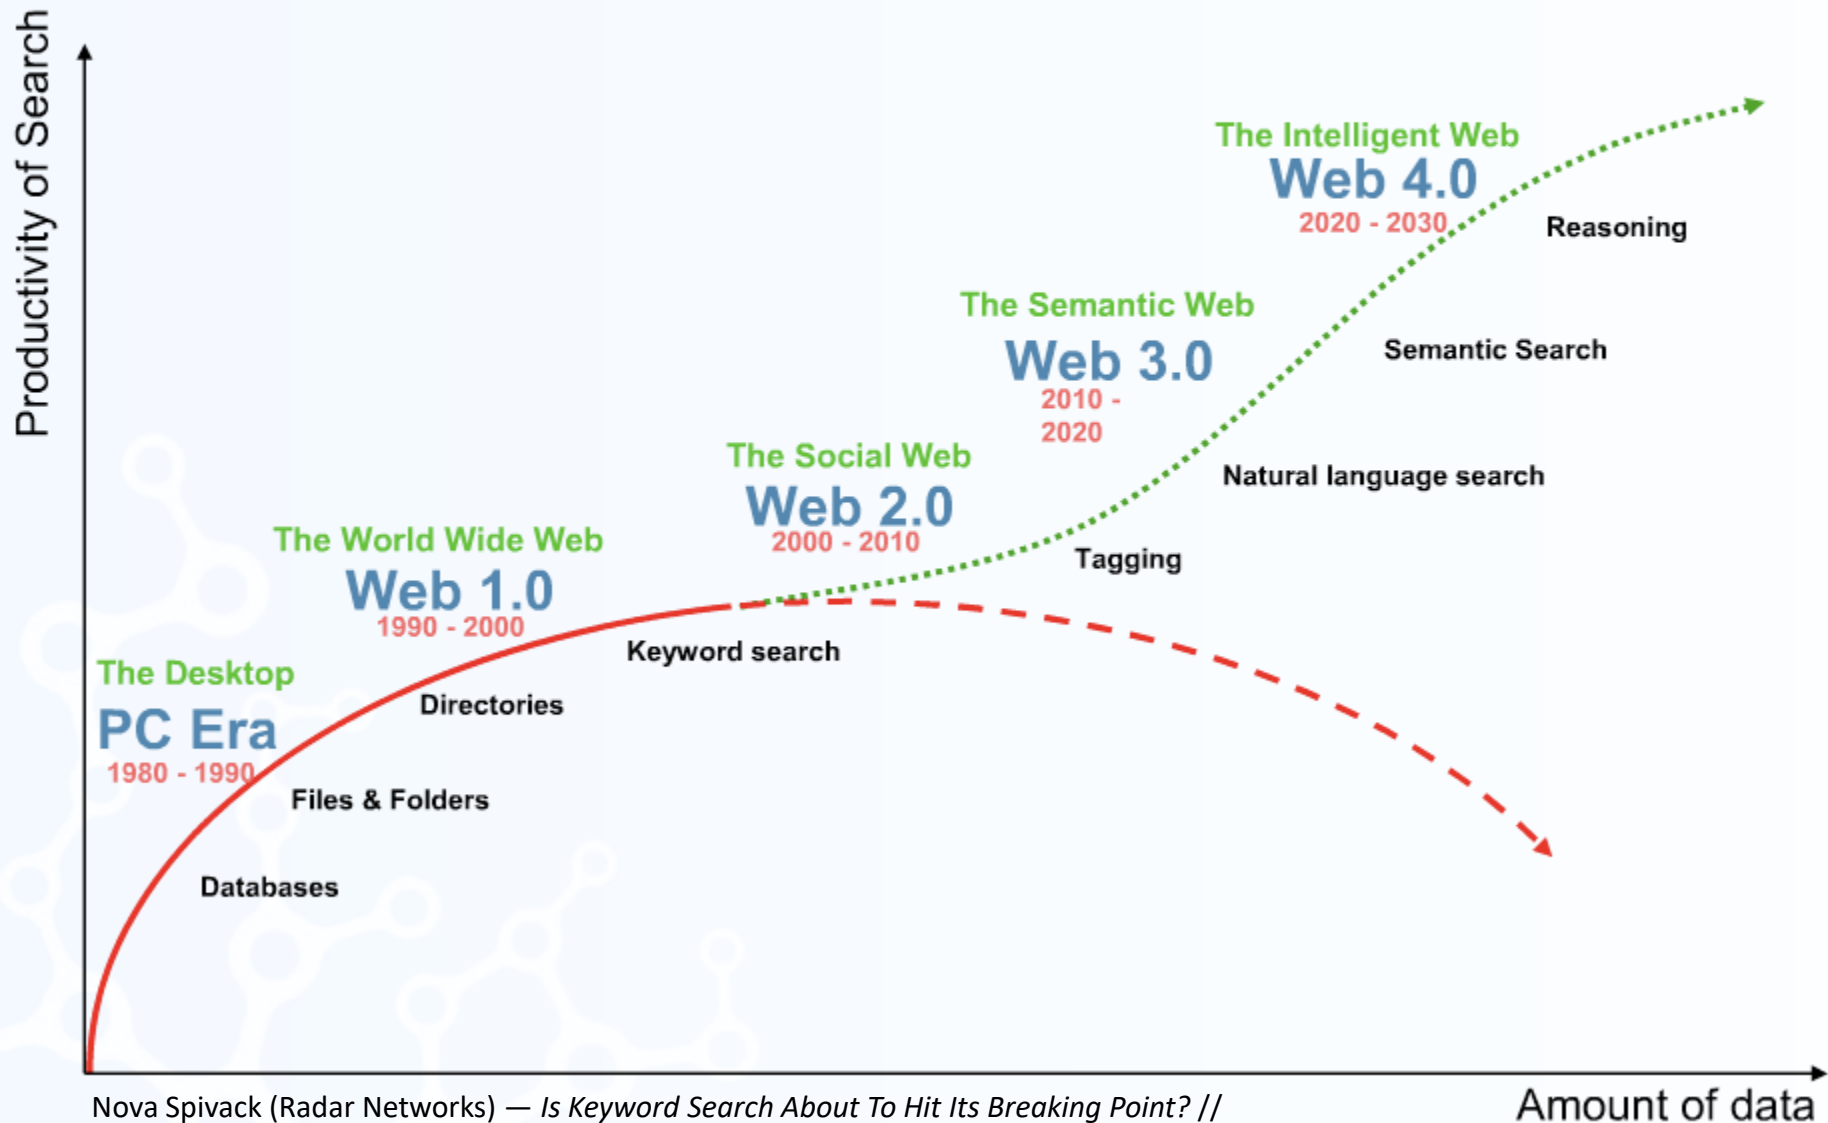 Productivity of Search
The Intelligent Web
Web 4.0
2020 - 2030
Reasoning
The Semantic Web
Web 3.0
2010 -
2020
Semantic Search
The Social Web
Web 2.0
2000 - 2010
Natural language search
The World Wide Web
Web 1.0
1990 - 2000
Tagging
Keyword search
The Desktop
PC Era
1980 - 1990
Directories
Files & Folders
Databases
Nova Spivack (Radar Networks) — Is Keyword Search About To Hit Its Breaking Point? //
Amount of data